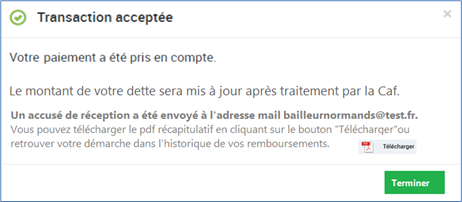 Transaction acceptée
×
Votre paiement a été pris en compte.
Le montant de votre dette sera mis à jour après traitement par la Caf.
Un accusé de réception a été envoyé à l'adresse mail bailleurnormands@test.fr.
Vous pouvez télécharger le pdf récapitulatif en cliquant sur le bouton "Télécharger"ou
retrouver votre démarche dans l'historique de vos remboursements.
PDF Télécharger
Terminer